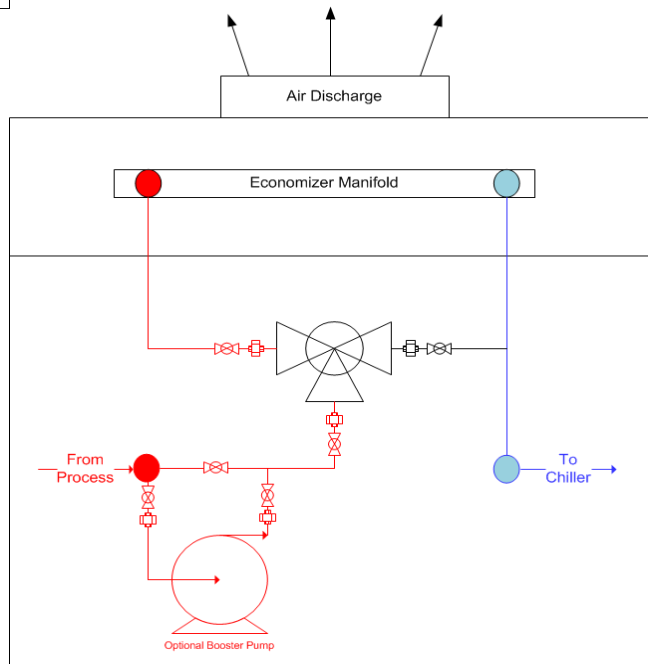 Air Discharge
Economizer Manifold
From
Process
To
Chiller
Optional Booster Pump